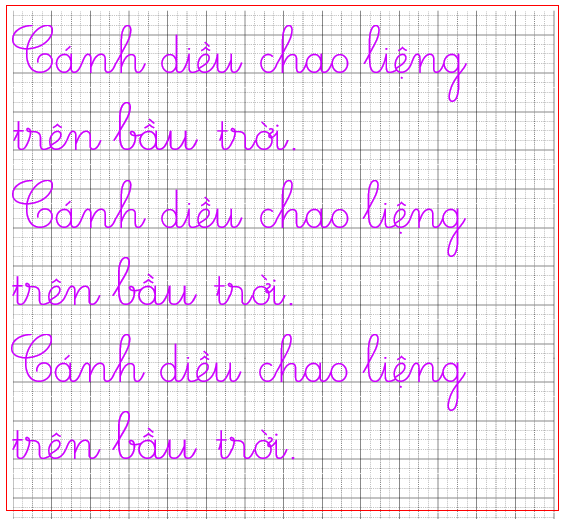 Cánh diều chao liệng
trên bầu trời.
Cánh diều chao liệng
trên bầu trời.
Cánh diều chao liệng
trên bầu trời.